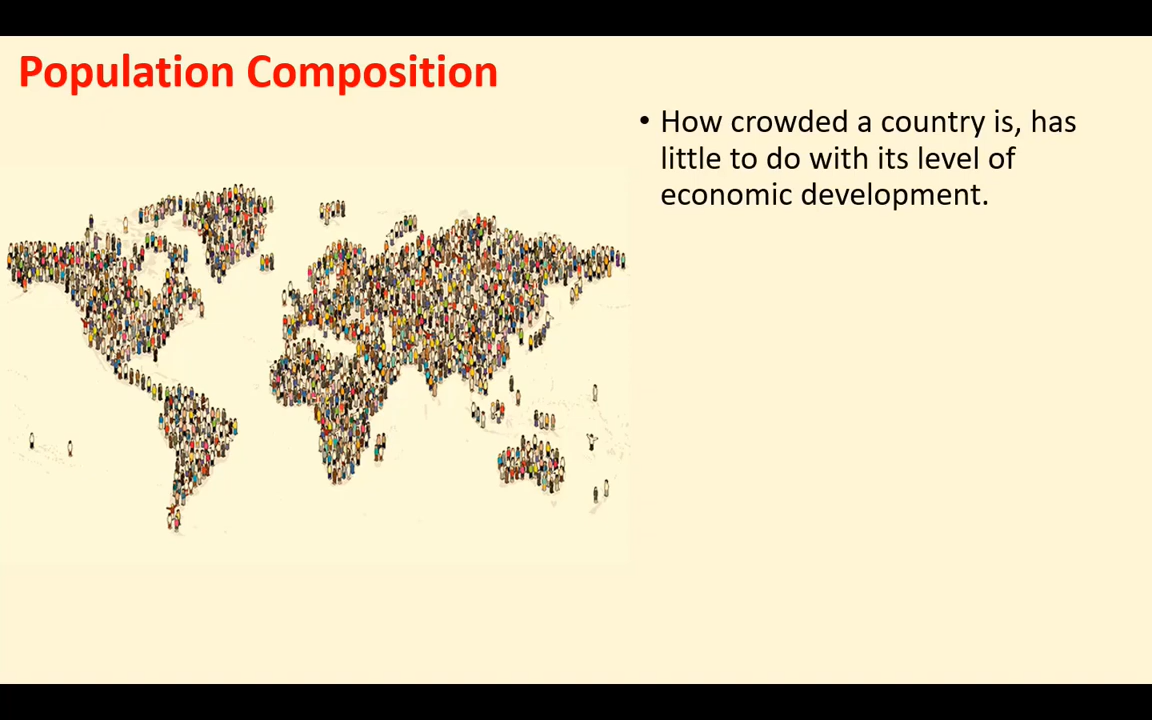 Population Composition
• How crowded a country is, has
little to do with its level of
economic development.